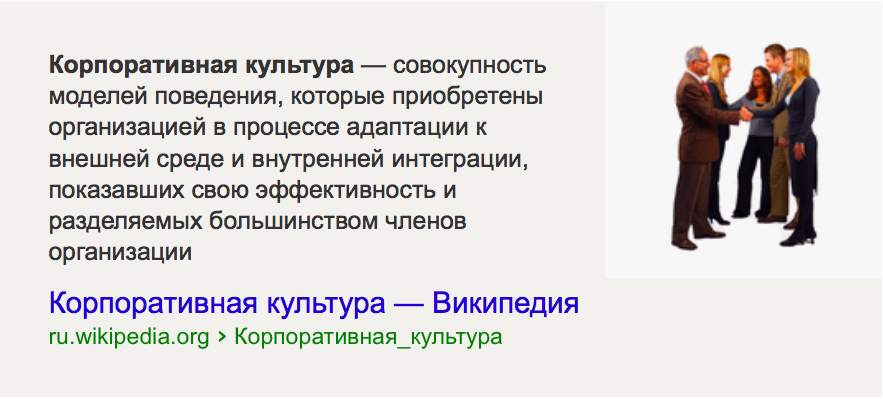 Корпоративная культура — совокупность
моделей поведения, которые приобретены
организацией в процессе адаптации к
внешней среде и внутренней интеграции,
показавших свою эффективность и
разделяемых большинством членов
организации
Корпоративная культура — Википедия
ru.wikipedia.org › Корпоративная_культура